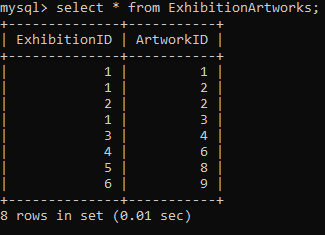 mysql> select * from ExhibitionArtworks;
+--------------+-----------+
| ExhibitionID | ArtworkID |
+--------------+-----------+
|            1 |         1 |
|            1 |         2 |
|            2 |         2 |
|            1 |         3 |
|            3 |         4 |
|            4 |         6 |
|            5 |         8 |
|            6 |         9 |
+--------------+-----------+
8 rows in set (0.01 sec)